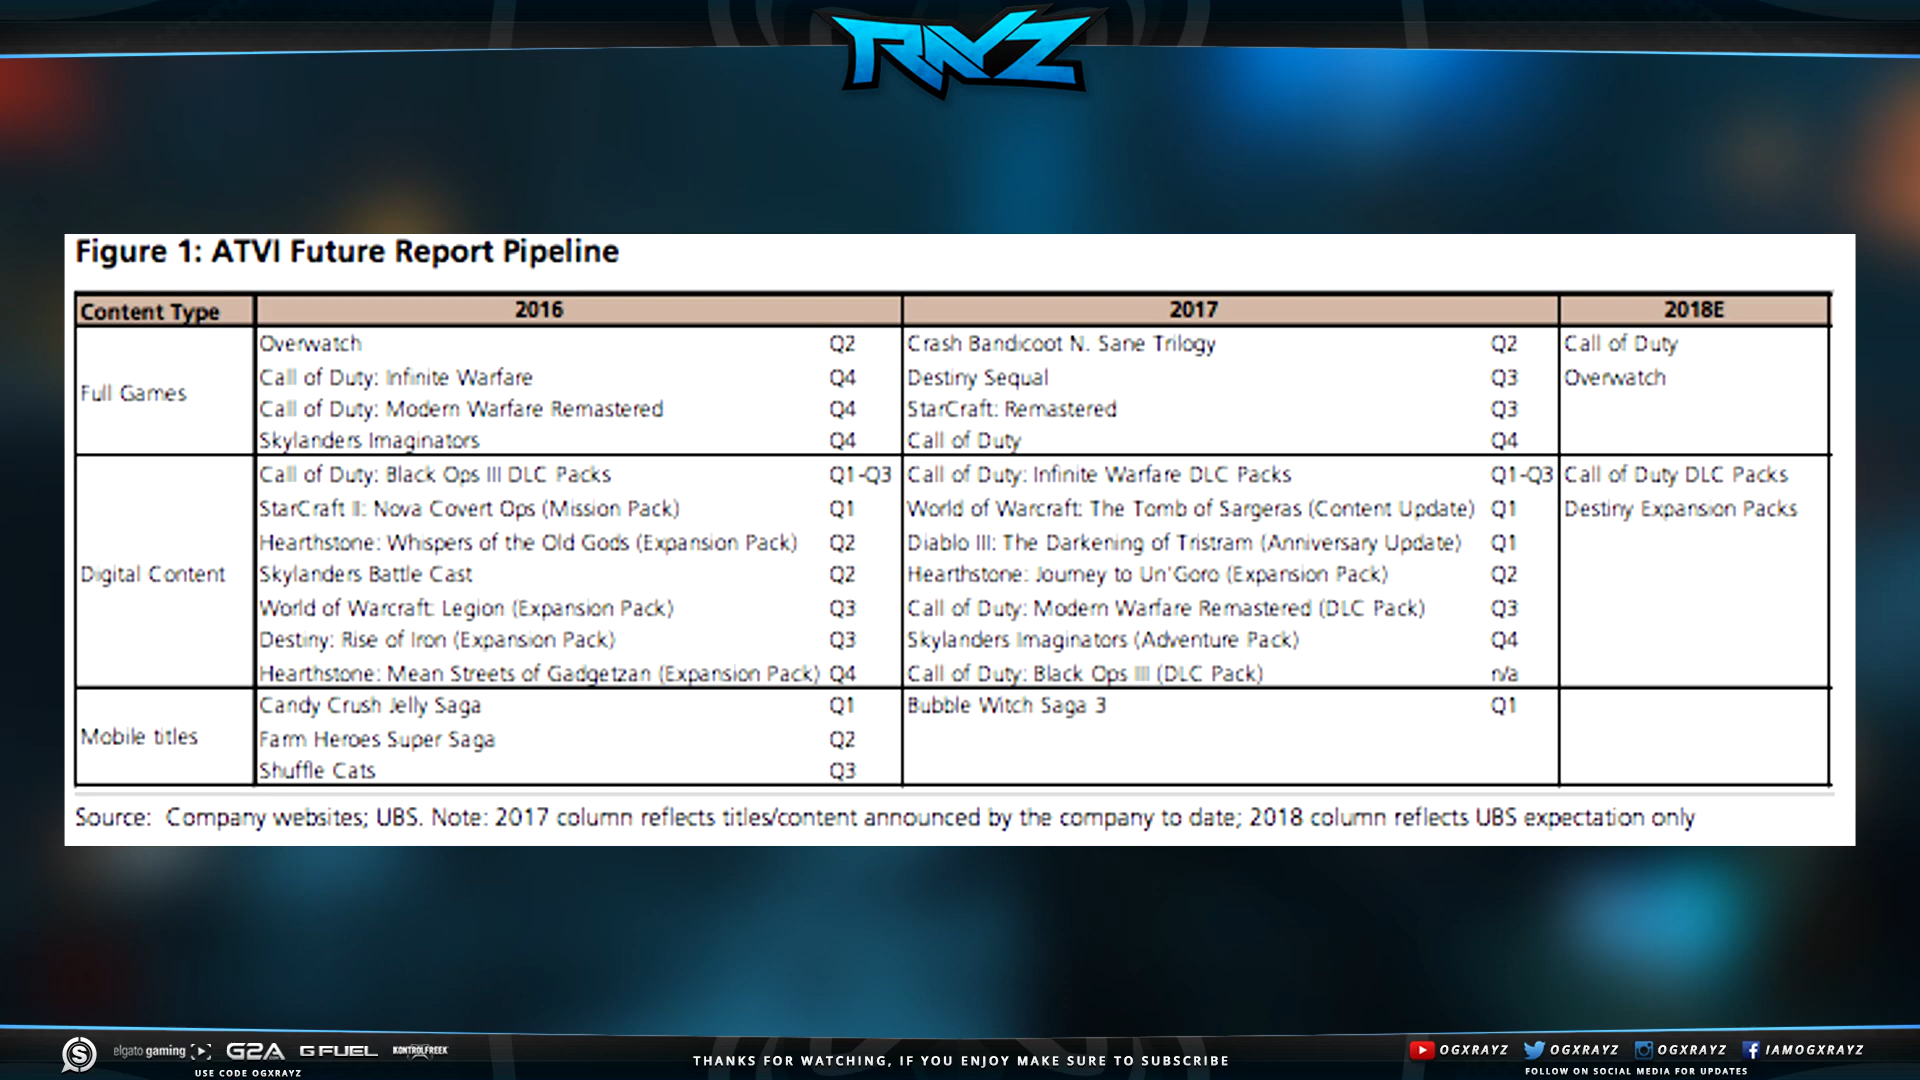 RAYZ
Figure 1: ATVI Future Report Pipeline
Content Type 2016 2017 2018E
Overwatch Q2 Crash Bandicoot N. Sane Trilogy Q2 Call of Duty
Full Games Call of Duty: Infinite Warfare Q4 Destiny Sequal Q3 Overwatch
Call of Duty: Modern Warfare Remastered Q4 StarCraft: Remastered Q3
Skylanders Imaginators Q4 Call of Duty Q4
Call of Duty: Black Ops III DLC Packs Q1-Q3 Call of Duty: Infinite Warfare DLC Packs Q1-Q3 Call of Duty DLC Packs
StarCraft II: Nova Covert Ops (Mission Pack) Q1 World of Warcraft: The Tomb of Sargeras (Content Update) Q1 Destiny Expansion Packs
Hearthstone: Whispers of the Old Gods (Expansion Pack) Q2 Diablo III: The Darkening of Tristram (Anniversary Update) Q1
Digital Content Skylanders Battle Cast Q2 Hearthstone: Journey to Un'Goro (Expansion Pack) Q2
World of Warcraft: Legion (Expansion Pack) Q3 Call of Duty: Modern Warfare Remastered (DLC Pack) Q3
Destiny: Rise of Iron (Expansion Pack) Q3 Skylanders Imaginators (Adventure Pack) Q4
Hearthstone: Mean Streets of Gadgetzan (Expansion Pack) Q4 Call of Duty: Black Ops III (DLC Pack) n/a
Candy Crush Jelly Saga Q1 Bubble Witch Saga 3 Q1
Mobile titles Farm Heroes Super Saga Q2
Shuffle Cats Q3
Source: Company websites; UBS. Note: 2017 column reflects titles/content announced by the company to date; 2018 column reflects UBS expectation only
elgato gaming G2A G FUEL KONTROLFREEK
USE CODE OGXRAYZ
THANKS FOR WATCHING, IF YOU ENJOY MAKE SURE TO SUBSCRIBE
OGXRAYZ OGXRAYZ OGXRAYZ IAMOGXRAYZ
FOLLOW ON SOCIAL MEDIA FOR UPDATES